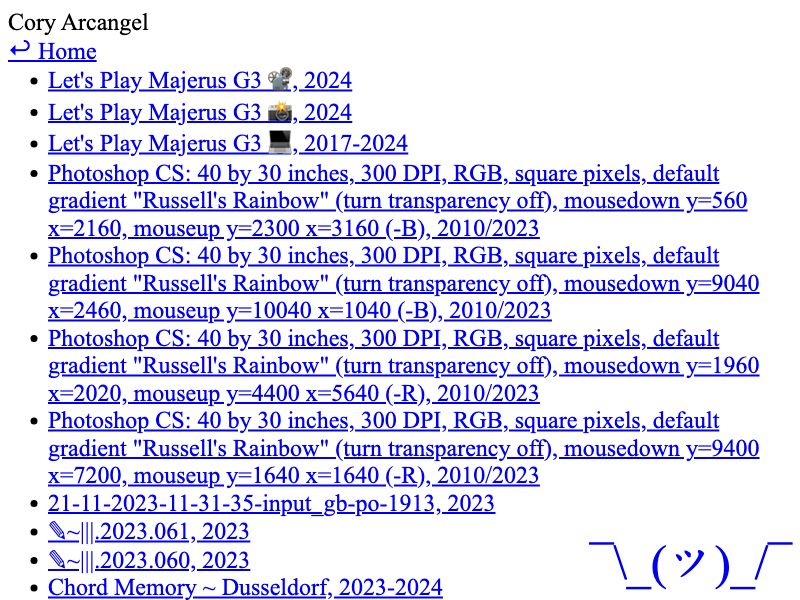 Cory Arcangel
↩ Home
Let's Play Majerus G3 📽️, 2024
Let's Play Majerus G3 📸, 2024
Let's Play Majerus G3 💻, 2017-2024
Photoshop CS: 40 by 30 inches, 300 DPI, RGB, square pixels, default
gradient "Russell's Rainbow" (turn transparency off), mousedown y=560
x=2160, mouseup y=2300 x=3160 (-B), 2010/2023
Photoshop CS: 40 by 30 inches, 300 DPI, RGB, square pixels, default
gradient "Russell's Rainbow" (turn transparency off), mousedown y=9040
x=2460, mouseup y=10040 x=1040 (-B), 2010/2023
Photoshop CS: 40 by 30 inches, 300 DPI, RGB, square pixels, default
gradient "Russell's Rainbow" (turn transparency off), mousedown y=1960
x=2020, mouseup y=4400 x=5640 (-R), 2010/2023
Photoshop CS: 40 by 30 inches, 300 DPI, RGB, square pixels, default
gradient "Russell's Rainbow" (turn transparency off), mousedown y=9400
x=7200, mouseup y=1640 x=1640 (-R), 2010/2023
21-11-2023-11-31-35-input_gb-po-1913, 2023
✎~|||.2023.061, 2023
✎~|||.2023.060, 2023
Chord Memory ~ Dusseldorf, 2023-2024
¯\_(ツ)_/¯